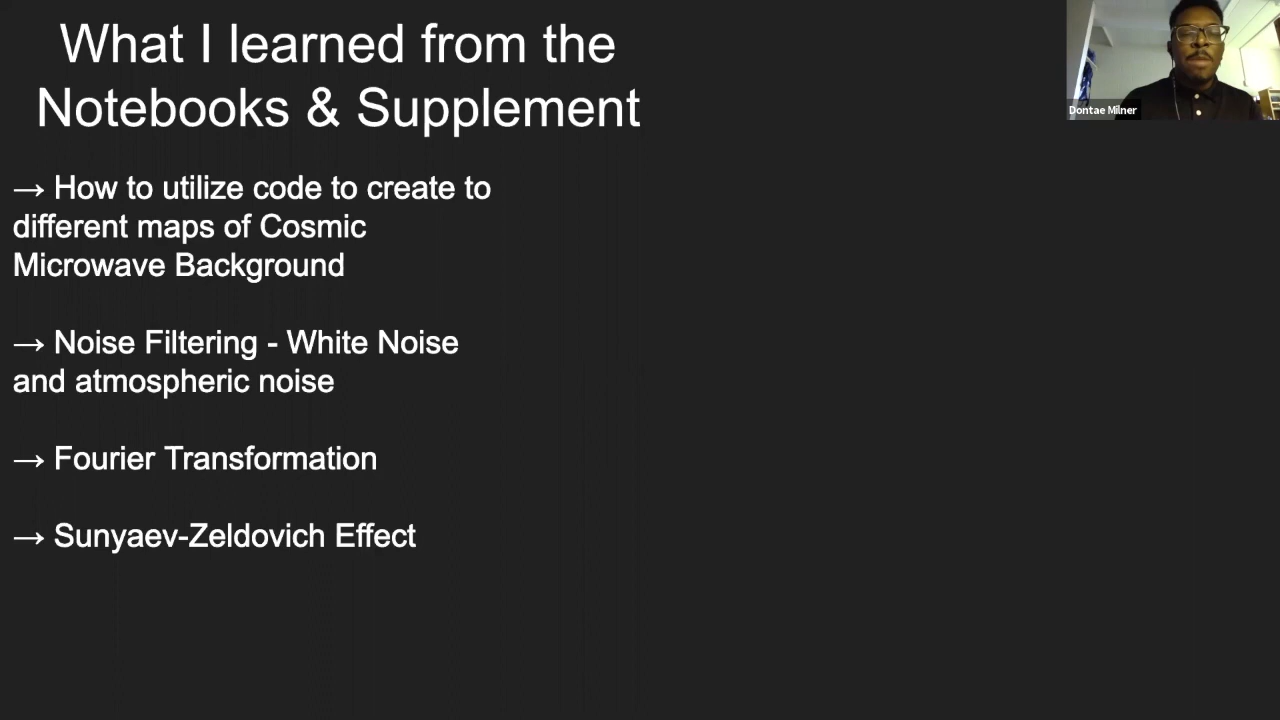 What I learned from the
Notebooks & Supplement
→ How to utilize code to create to
different maps of Cosmic
Microwave Background
→ Noise Filtering - White Noise
and atmospheric noise
→ Fourier Transformation
→ Sunyaev-Zeldovich Effect
Dontae Milner